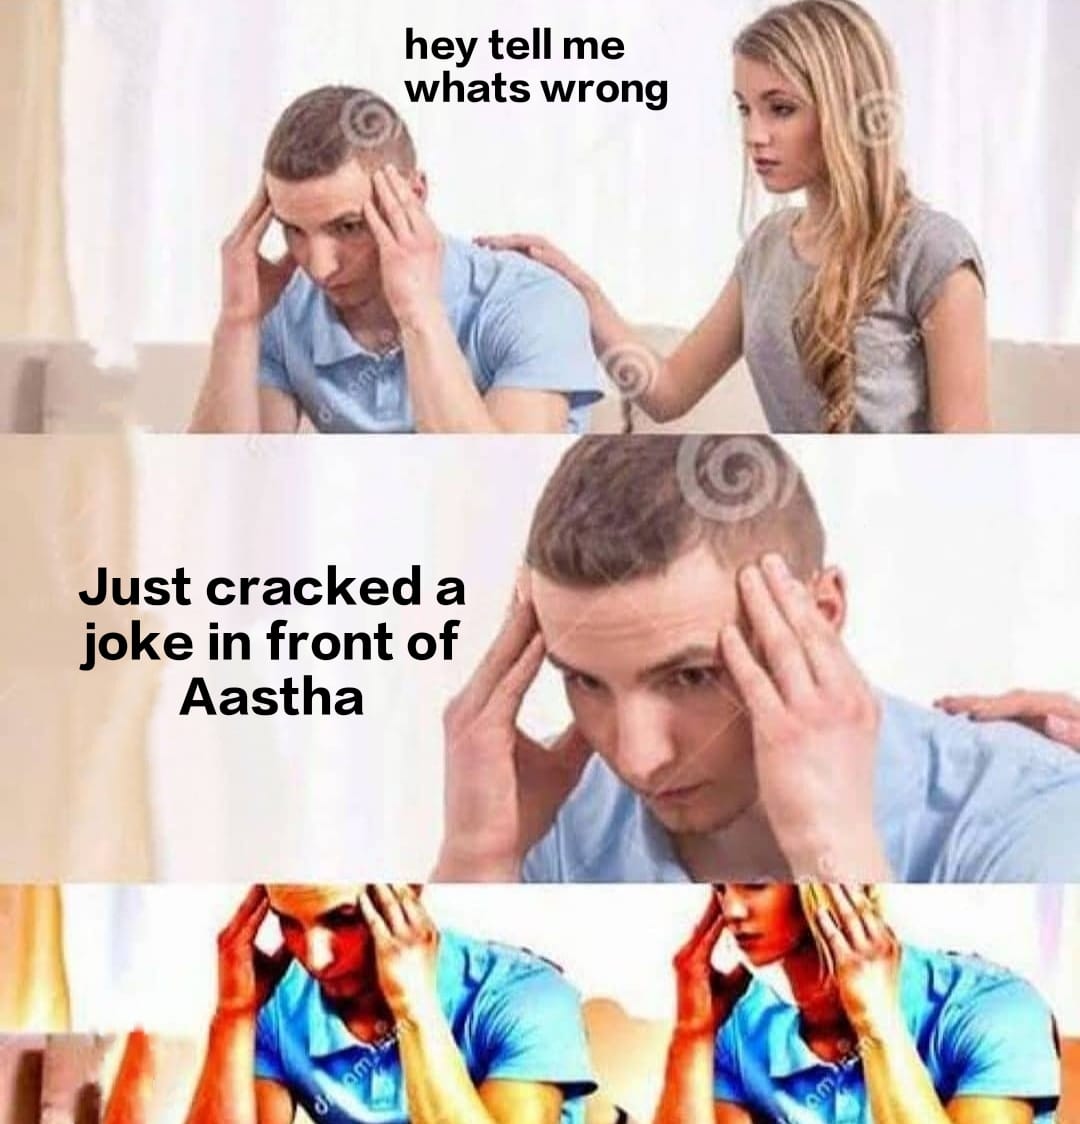 hey tell me
whats wrong
Just cracked a
joke in front of
Aastha